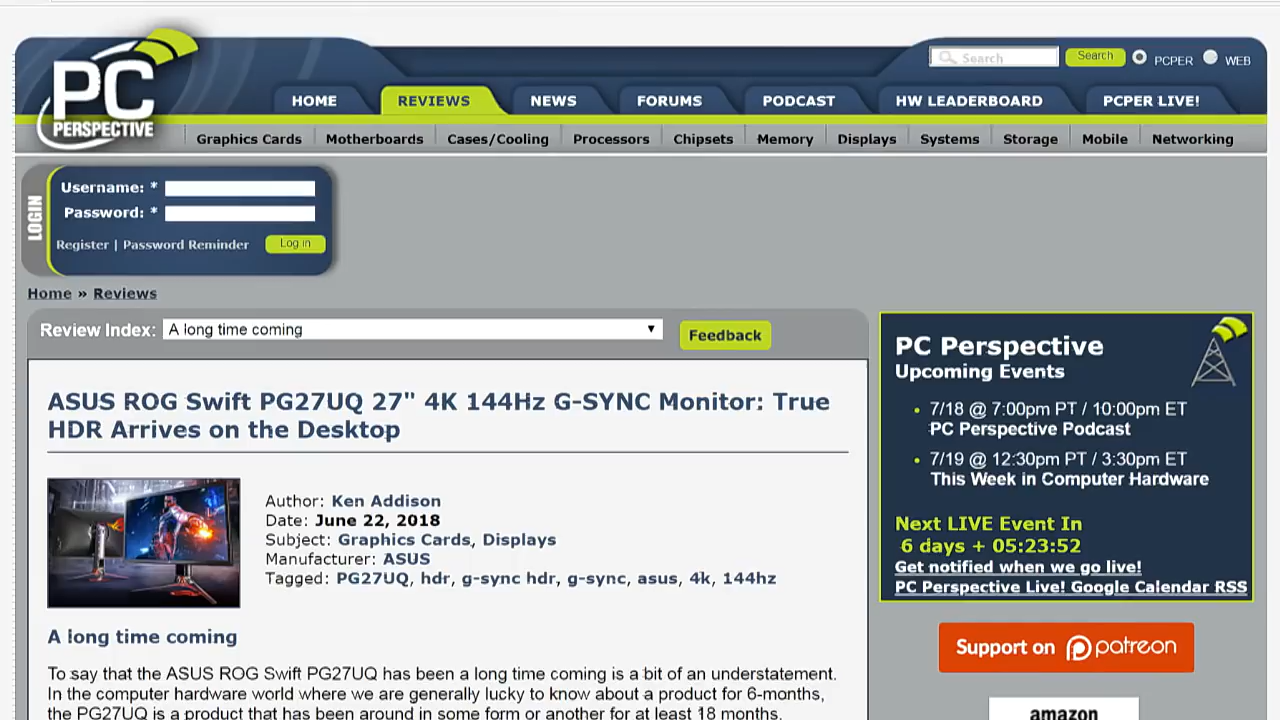 PC
PERSPECTIVE
Search
Search
PCPER
WEB
HOME
REVIEWS
NEWS
FORUMS
PODCAST
HW LEADERBOARD
PCPER LIVE!
Graphics Cards
Motherboards
Cases/Cooling
Processors
Chipsets
Memory
Displays
Systems
Storage
Mobile
Networking
LOGIN
Username: *
Password: *
Register | Password Reminder
Log in
Home » Reviews
Review Index:
A long time coming
Feedback
ASUS ROG Swift PG27UQ 27" 4K 144Hz G-SYNC Monitor: True
HDR Arrives on the Desktop
Author: Ken Addison
Date: June 22, 2018
Subject: Graphics Cards, Displays
Manufacturer: ASUS
Tagged: PG27UQ, hdr, g-sync hdr, g-sync, asus, 4k, 144hz
A long time coming
To say that the ASUS ROG Swift PG27UQ has been a long time coming is a bit of an understatement.
In the computer hardware world where we are generally lucky to know about a product for 6-months,
the PG27UQ is a product that has been around in some form or another for at least 18 months.
PC Perspective
Upcoming Events
• 7/18 @ 7:00pm PT / 10:00pm ET
PC Perspective Podcast
• 7/19 @ 12:30pm PT / 3:30pm ET
This Week in Computer Hardware
Next LIVE Event In
6 days + 05:23:52
Get notified when we go live!
PC Perspective Live! Google Calendar RSS
Support on patreon
amazon